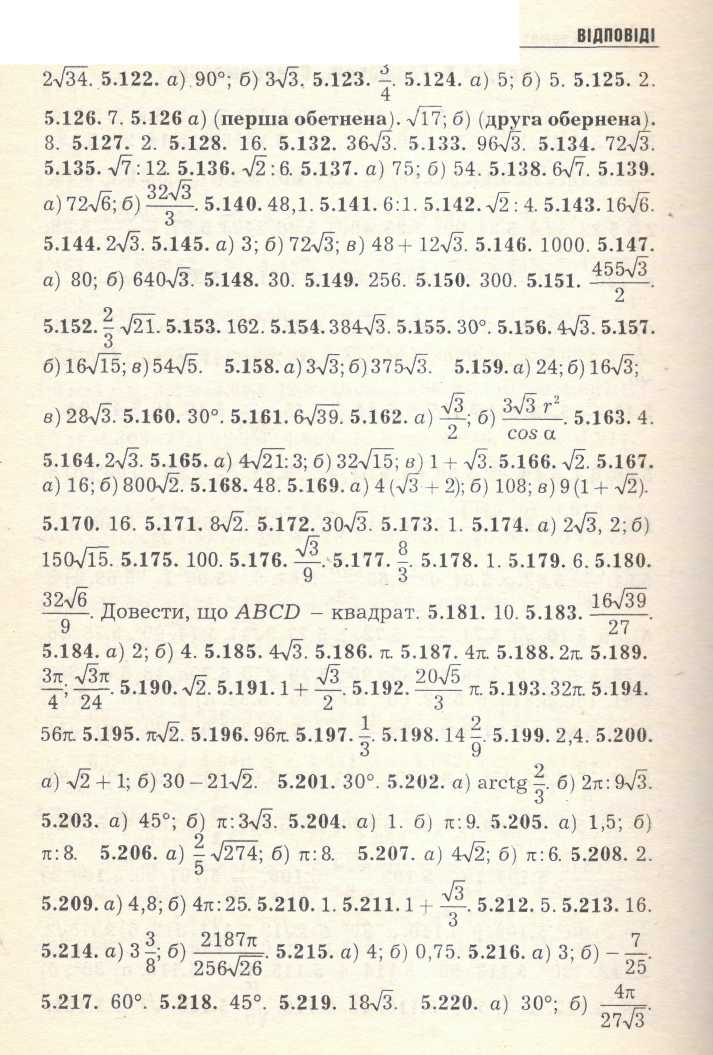 ВІДПОВІДІ
2√34. 5.122. а) 90°; б) 3√3. 5.123. 3/4. 5.124. а) 5; б) 5. 5.125. 2.
5.126. 7. 5.126 а) (перша обетнена). √17; б) (друга обернена).
8. 5.127. 2. 5.128. 16. 5.132. 36√3. 5.133. 96√3. 5.134. 72√3.
5.135. √7 : 12. 5.136. √2 : 6. 5.137. а) 75; б) 54. 5.138. 6√7. 5.139.
а) 72√6; б) 32√3/3. 5.140. 48,1. 5.141. 6:1. 5.142. √2 : 4. 5.143. 16√6.
5.144. 2√3. 5.145. а) 3; б) 72√3; в) 48 + 12√3. 5.146. 1000. 5.147.
а) 80; б) 640√3. 5.148. 30. 5.149. 256. 5.150. 300. 5.151. 455√3/2.
5.152. 2/3 √21. 5.153. 162. 5.154. 384√3. 5.155. 30°. 5.156. 4√3. 5.157.
б) 16√15; в) 54√5. 5.158. а) 3√3; б) 375√3. 5.159. а) 24; б) 16√3;
в) 28√3. 5.160. 30°. 5.161. 6√39. 5.162. а) √3/2; б) 3√3 r²/cos α. 5.163. 4.
5.164. 2√3. 5.165. а) 4√21: 3; б) 32√15; в) 1 + √3. 5.166. √2. 5.167.
а) 16; б) 800√2. 5.168. 48. 5.169. а) 4 (√3 + 2); б) 108; в) 9 (1 + √2).
5.170. 16. 5.171. 8√2. 5.172. 30√3. 5.173. 1. 5.174. а) 2√3, 2; б)
150√15. 5.175. 100. 5.176. √3/9. 5.177. 8/3. 5.178. 1. 5.179. 6. 5.180.
32√6/9. Довести, що ABCD – квадрат. 5.181. 10. 5.183. 16√39/27.
5.184. а) 2; б) 4. 5.185. 4√3. 5.186. π. 5.187. 4π. 5.188. 2π. 5.189.
3π/4; √3π/24. 5.190. √2. 5.191. 1 + √3/2. 5.192. 20√5/3 π. 5.193. 32π. 5.194.
56π. 5.195. π√2. 5.196. 96π. 5.197. 1/3. 5.198. 14 2/9. 5.199. 2,4. 5.200.
а) √2 + 1; б) 30 – 21√2. 5.201. 30°. 5.202. а) arctg 2/3. б) 2π : 9√3.
5.203. а) 45°; б) π : 3√3. 5.204. а) 1. б) π : 9. 5.205. а) 1,5; б)
π : 8. 5.206. а) 2/5 √274; б) π : 8. 5.207. а) 4√2; б) π : 6. 5.208. 2.
5.209. а) 4,8; б) 4π : 25. 5.210. 1. 5.211. 1 + √3/3. 5.212. 5. 5.213. 16.
5.214. а) 3 3/8; б) 2187π/256√26. 5.215. а) 4; б) 0,75. 5.216. а) 3; б) – 7/25.
5.217. 60°. 5.218. 45°. 5.219. 18√3. 5.220. а) 30°; б) 4π/27√3.